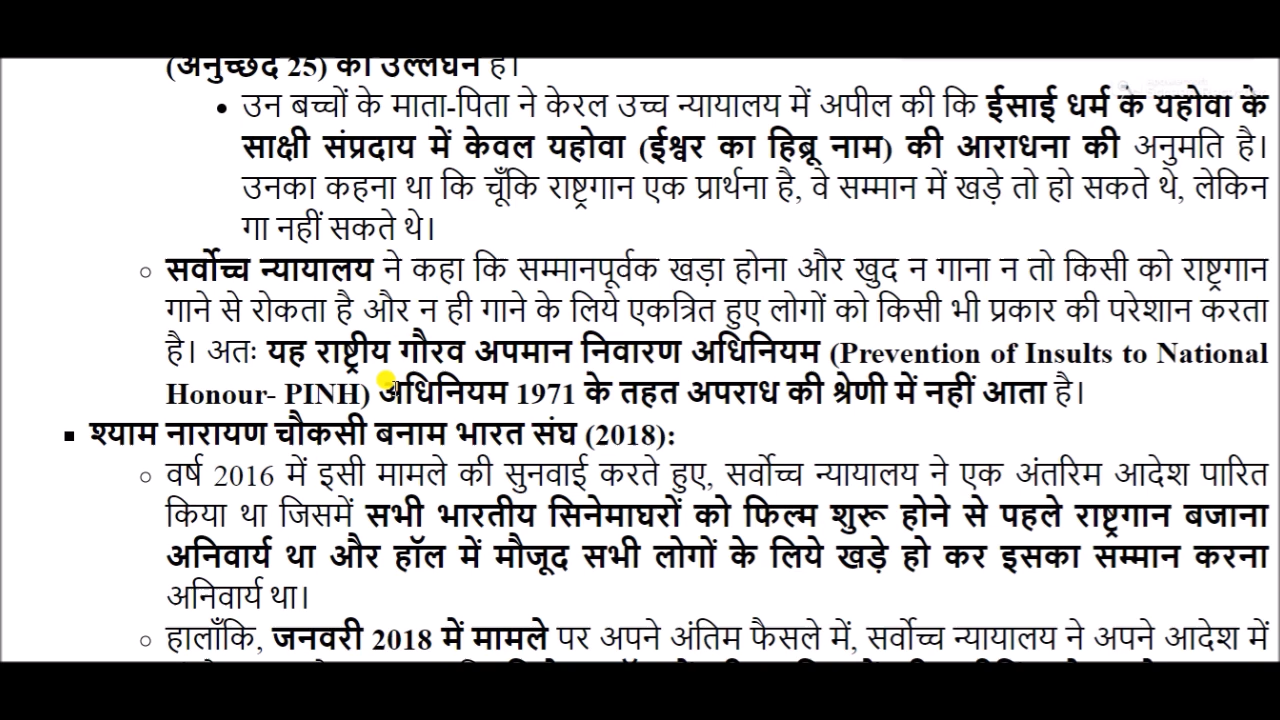 (अनुच्छेद 25) का उल्लंघन है।
• उन बच्चों के माता-पिता ने केरल उच्च न्यायालय में अपील की कि ईसाई धर्म के यहोवा के
साक्षी संप्रदाय में केवल यहोवा (ईश्वर का हिब्रू नाम) की आराधना की अनुमति है।
उनका कहना था कि चूँकि राष्ट्रगान एक प्रार्थना है, वे सम्मान में खड़े तो हो सकते थे, लेकिन
गा नहीं सकते थे।
○ सर्वोच्च न्यायालय ने कहा कि सम्मानपूर्वक खड़ा होना और खुद न गाना न तो किसी को राष्ट्रगान
गाने से रोकता है और न ही गाने के लिये एकत्रित हुए लोगों को किसी भी प्रकार की परेशान करता
है। अतः यह राष्ट्रीय गौरव अपमान निवारण अधिनियम (Prevention of Insults to National
Honour- PINH) अधिनियम 1971 के तहत अपराध की श्रेणी में नहीं आता है।
▪ श्याम नारायण चौकसी बनाम भारत संघ (2018):
○ वर्ष 2016 में इसी मामले की सुनवाई करते हुए, सर्वोच्च न्यायालय ने एक अंतरिम आदेश पारित
किया था जिसमें सभी भारतीय सिनेमाघरों को फिल्म शुरू होने से पहले राष्ट्रगान बजाना
अनिवार्य था और हॉल में मौजूद सभी लोगों के लिये खड़े हो कर इसका सम्मान करना
अनिवार्य था।
○ हालाँकि, जनवरी 2018 में मामले पर अपने अंतिम फैसले में, सर्वोच्च न्यायालय ने अपने आदेश में